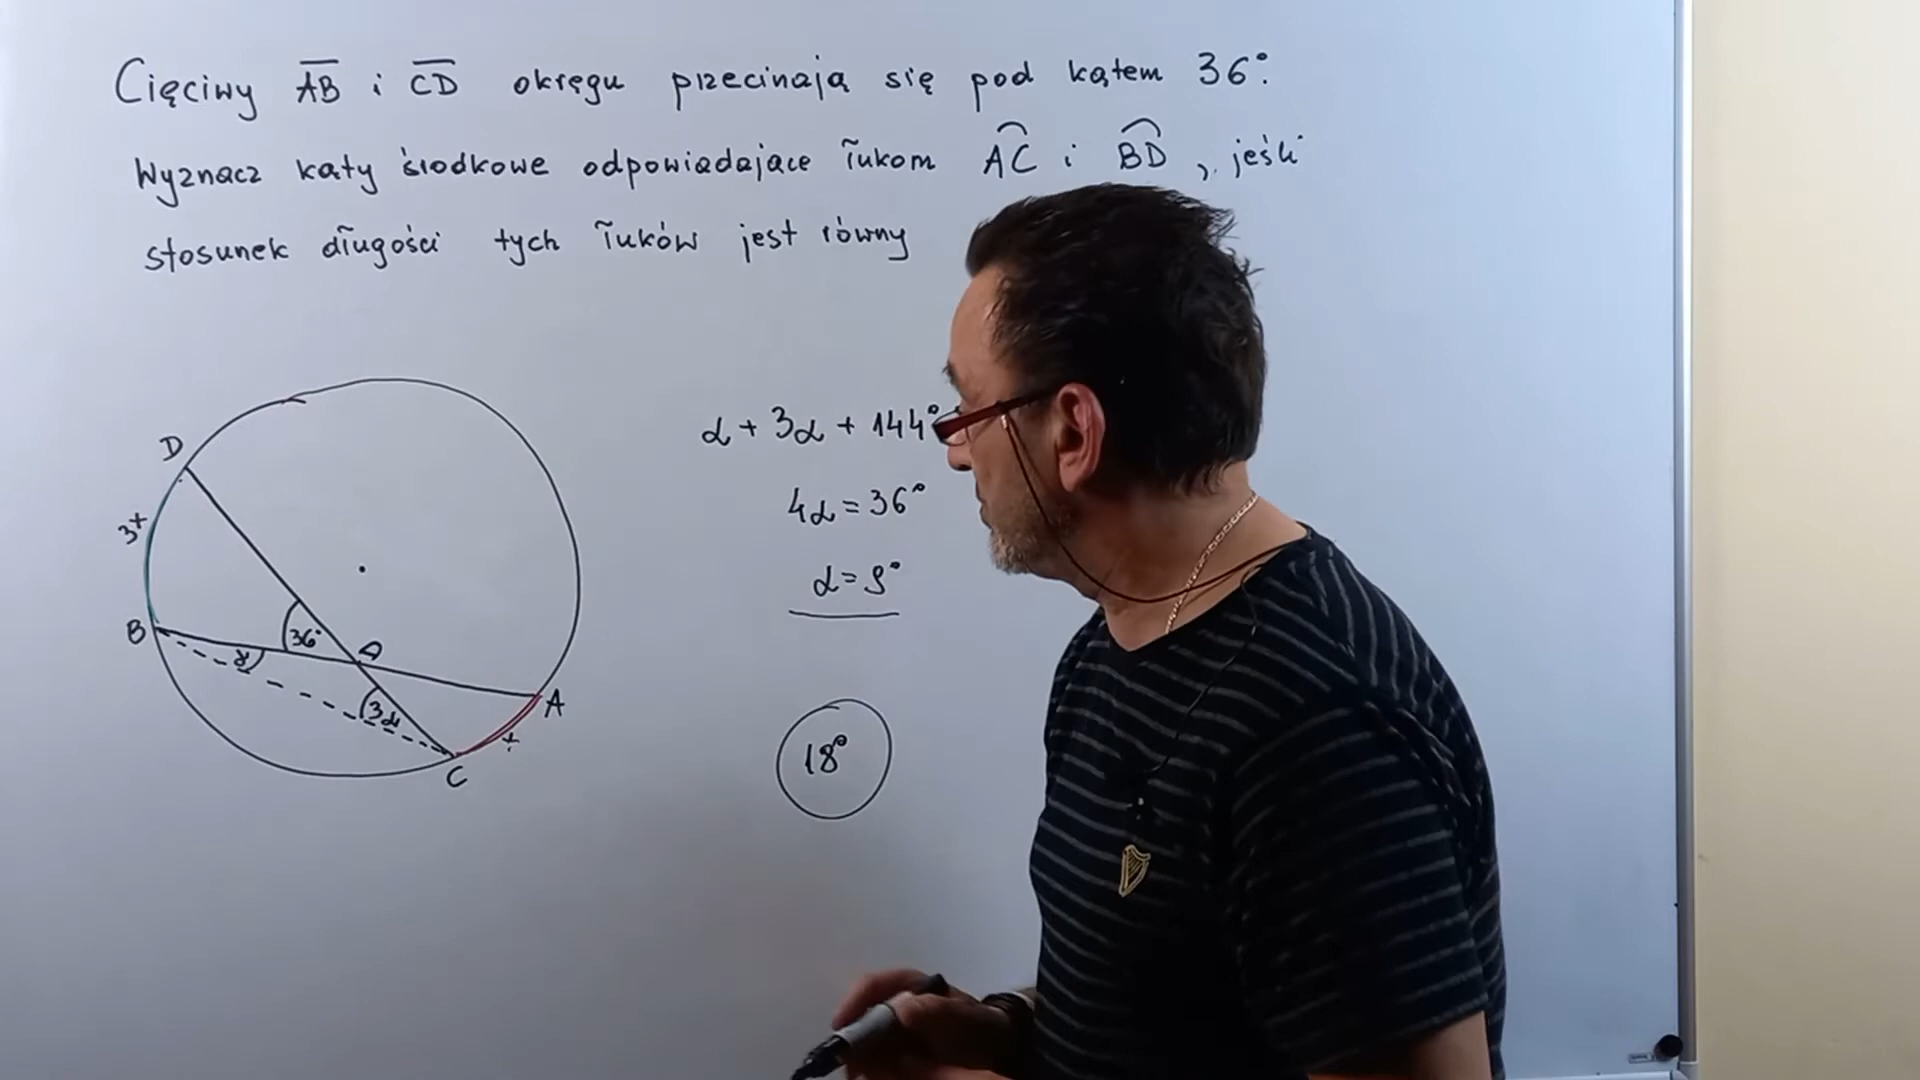 Cięciwy AB i CD okręgu przecinają się pod kątem 36°.
Wyznacz kąty środkowe odpowiadające łukom AC i BD, jeśli
stosunek długości tych łuków jest równy
D
3x
B
36°
α
3α
A
x
C
α + 3α + 144°
4α = 36°
α = 9°
18°